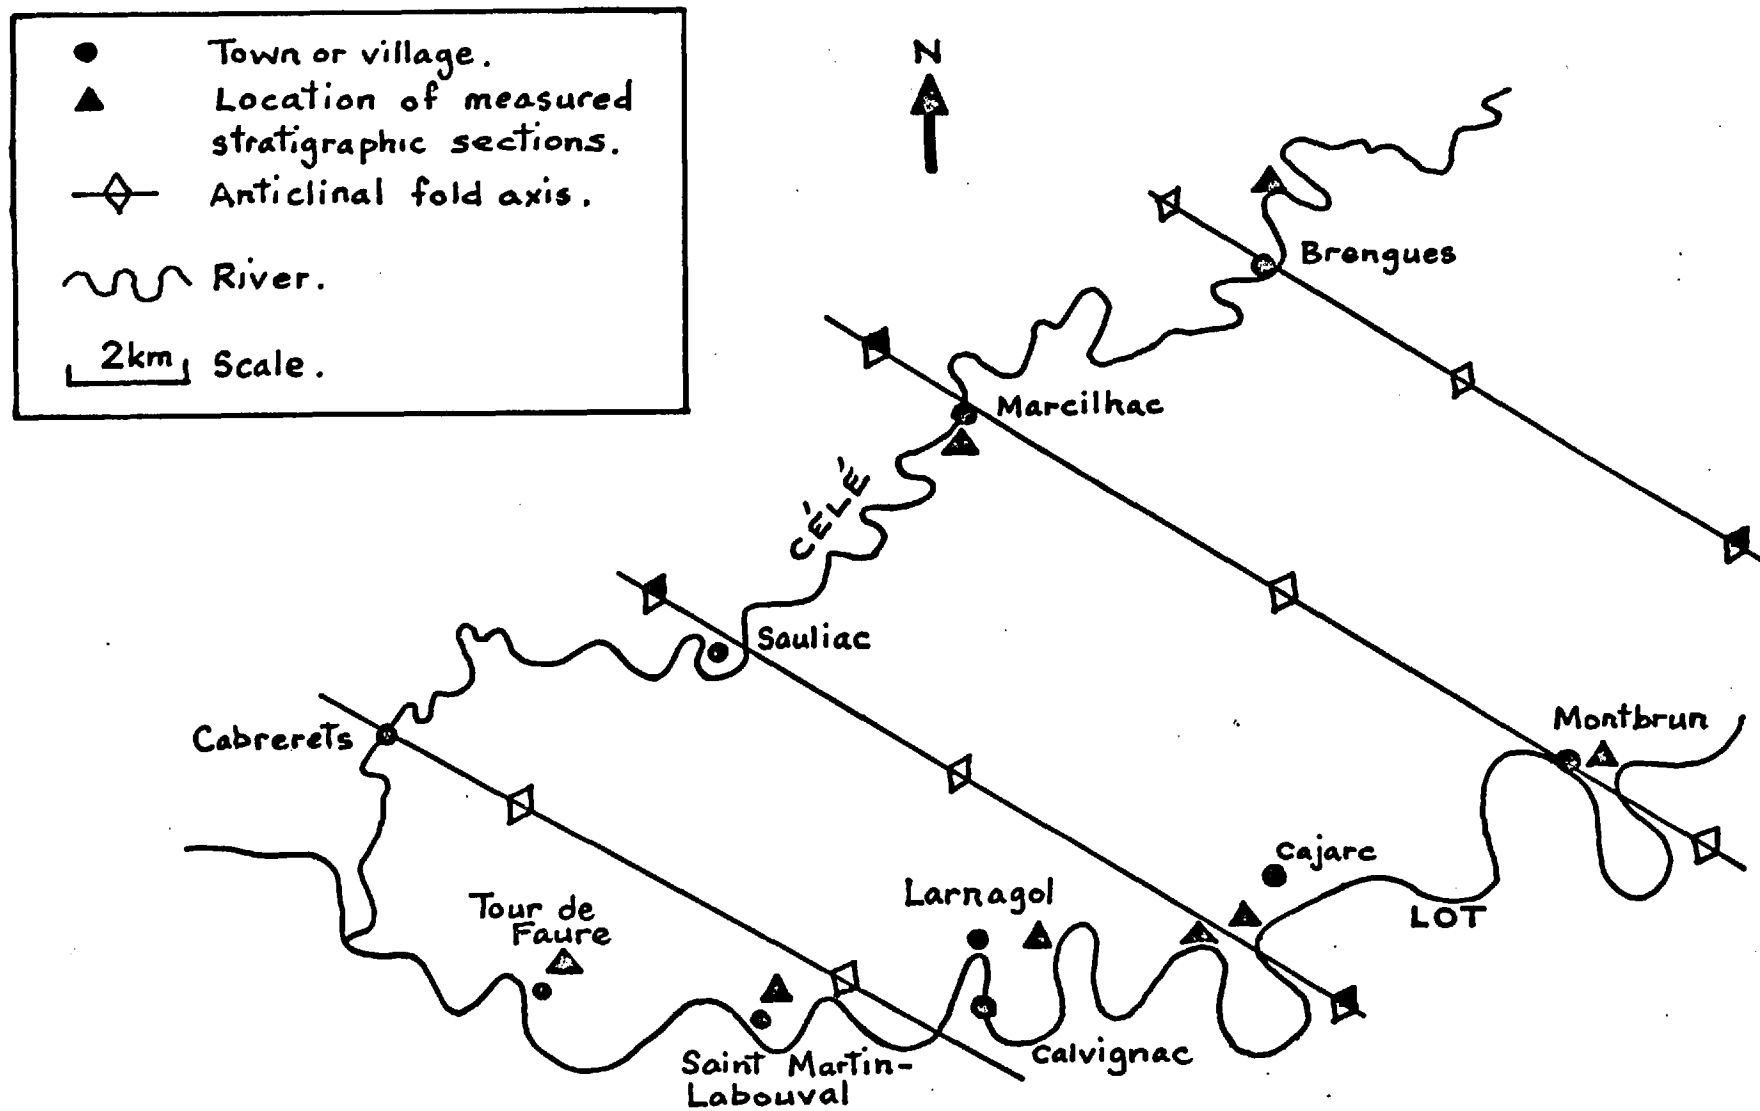 Town or village.
Location of measured
stratigraphic sections.
Anticlinal fold axis.
River.
2km Scale.
N
Brengues
Marcilhac
CÉLÉ
Sauliac
Cabrerets
Montbrun
Cajarc
Larnagol
LOT
Tour de
Faure
Calvignac
Saint Martin-
Labouval